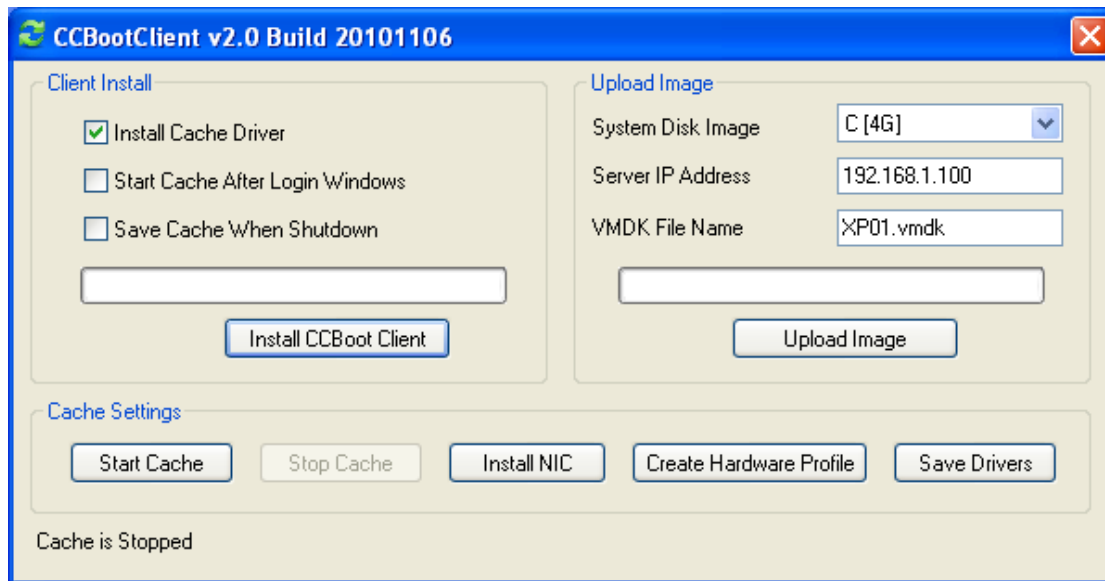 CCBootClient v2.0 Build 20101106
Client Install
Install Cache Driver
Start Cache After Login Windows
Save Cache When Shutdown
Install CCBoot Client
Upload Image
System Disk Image C [4G]
Server IP Address 192.168.1.100
VMDK File Name XP01.vmdk
Upload Image
Cache Settings
Start Cache Stop Cache Install NIC Create Hardware Profile Save Drivers
Cache is Stopped